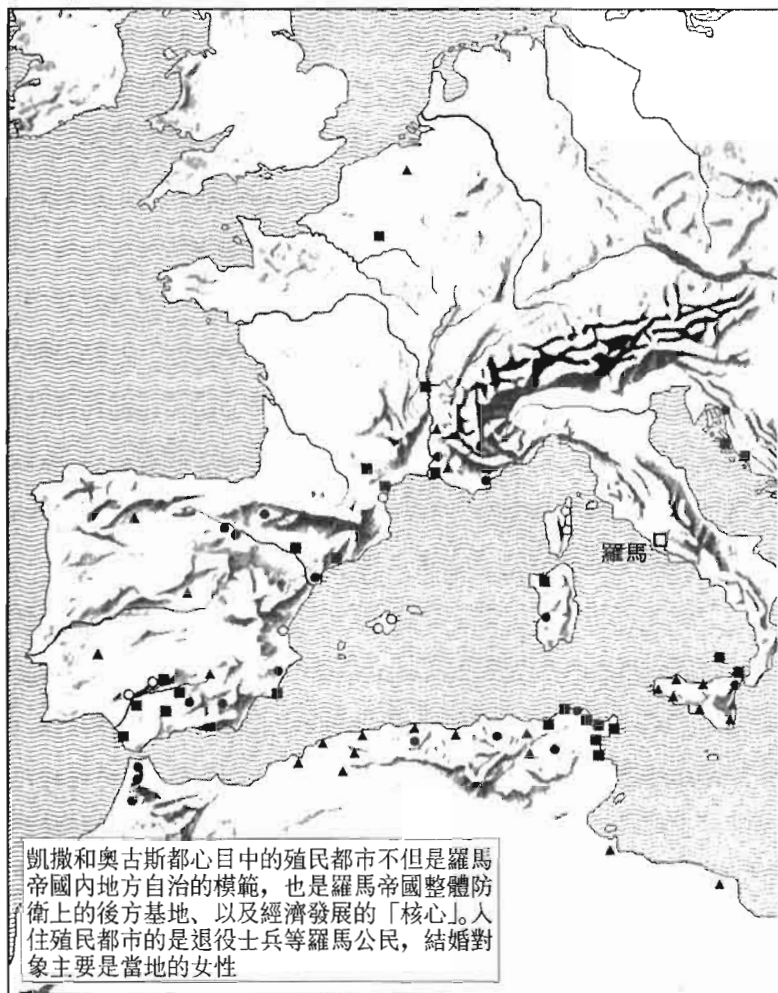 羅馬
凱撒和奧古斯都心目中的殖民都市不但是羅馬
帝國內地方自治的模範，也是羅馬帝國整體防
衛上的後方基地、以及經濟發展的「核心」。入
住殖民都市的是退役士兵等羅馬公民，結婚對
象主要是當地的女性